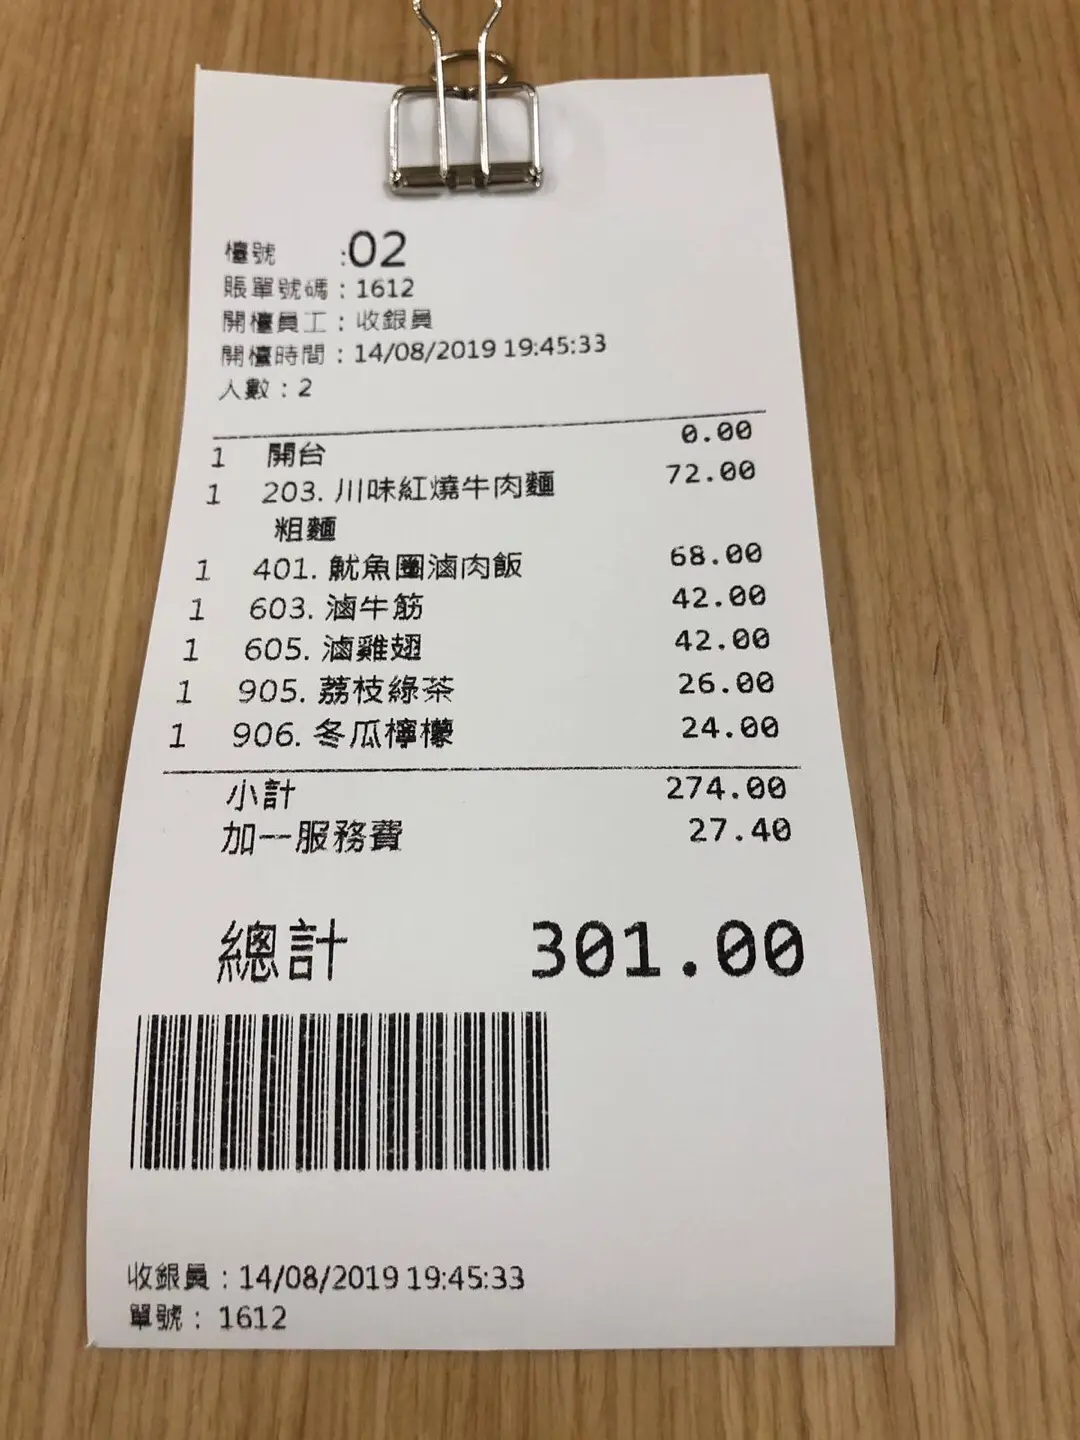 檯號 :02
賬單號碼 : 1612
開檯員工 : 收銀員
開檯時間 : 14/08/2019 19:45:33
人數 : 2
1 開台 0.00
1 203. 川味紅燒牛肉麵 72.00
粗麵
1 401. 魷魚圈滷肉飯 68.00
1 603. 滷牛筋 42.00
1 605. 滷雞翅 42.00
1 905. 荔枝綠茶 26.00
1 906. 冬瓜檸檬 24.00
小計 274.00
加一服務費 27.40
總計 301.00
收銀員 : 14/08/2019 19:45:33
單號 : 1612